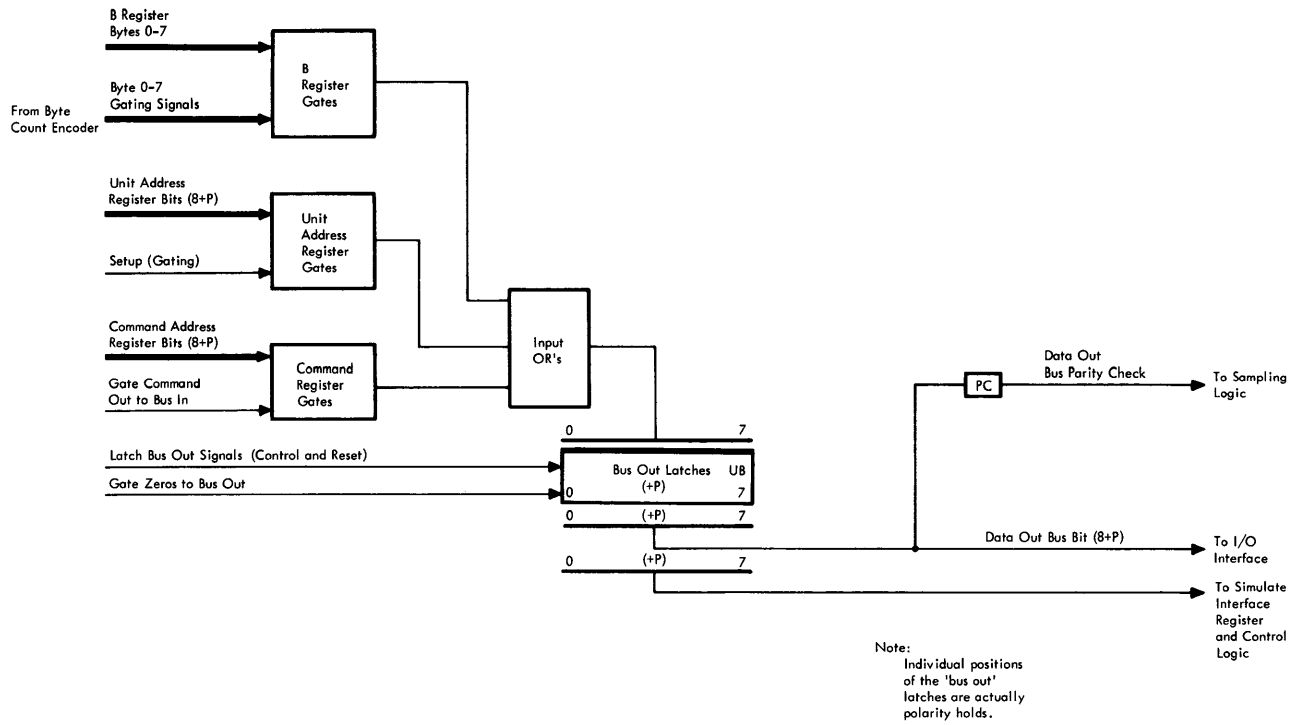 B Register
Bytes 0-7
B
Register
Gates
Byte 0-7
Gating Signals
From Byte
Count Encoder
Unit Address
Register Bits (8+P)
Unit
Address
Register
Gates
Setup (Gating)
Command Address
Register Bits (8+P)
Command
Register
Gates
Gate Command
Out to Bus In
Input
OR's
Data Out
Bus Parity Check
PC
To Sampling
Logic
0 7
Latch Bus Out Signals (Control and Reset)
Bus Out Latches UB
(+P)
Gate Zeros to Bus Out
0 7
0 (+P) 7
Data Out Bus Bit (8+P)
To I/O
Interface
0 (+P) 7
To Simulate
Interface
Register
and Control
Logic
Note:
Individual positions
of the 'bus out'
latches are actually
polarity holds.